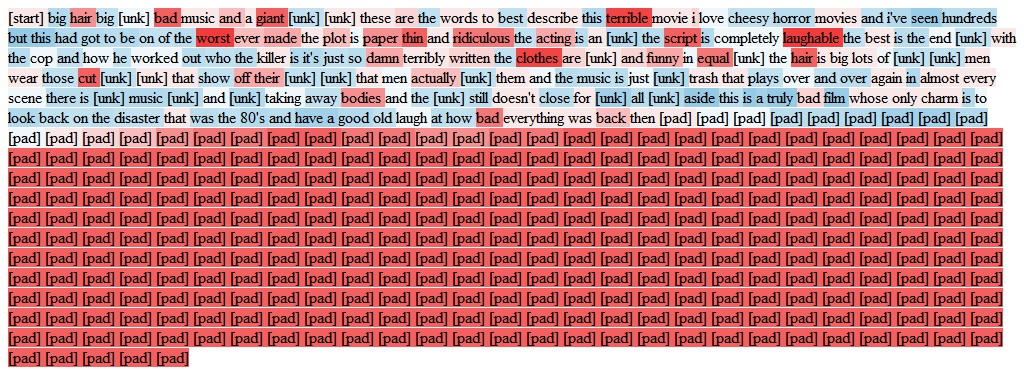 [start] big hair big [unk] bad music and a giant [unk] [unk] these are the words to best describe this terrible movie i love cheesy horror movies and i've seen hundreds
but this had got to be on of the worst ever made the plot is paper thin and ridiculous the acting is an [unk] the script is completely laughable the best is the end [unk] with
the cop and how he worked out who the killer is it's just so damn terribly written the clothes are [unk] and funny in equal [unk] the hair is big lots of [unk] [unk] men
wear those cut [unk] [unk] that show off their [unk] [unk] that men actually [unk] them and the music is just [unk] trash that plays over and over again in almost every
scene there is [unk] music [unk] and [unk] taking away bodies and the [unk] still doesn't close for [unk] all [unk] aside this is a truly bad film whose only charm is to
look back on the disaster that was the 80's and have a good old laugh at how bad everything was back then [pad] [pad] [pad] [pad] [pad] [pad] [pad] [pad] [pad]
[pad] [pad] [pad] [pad] [pad] [pad] [pad] [pad] [pad] [pad] [pad] [pad] [pad] [pad] [pad] [pad] [pad] [pad] [pad] [pad] [pad] [pad] [pad] [pad] [pad] [pad] [pad]
[pad] [pad] [pad] [pad] [pad] [pad] [pad] [pad] [pad] [pad] [pad] [pad] [pad] [pad] [pad] [pad] [pad] [pad] [pad] [pad] [pad] [pad] [pad] [pad] [pad] [pad] [pad]
[pad] [pad] [pad] [pad] [pad] [pad] [pad] [pad] [pad] [pad] [pad] [pad] [pad] [pad] [pad] [pad] [pad] [pad] [pad] [pad] [pad] [pad] [pad] [pad] [pad] [pad] [pad]
[pad] [pad] [pad] [pad] [pad] [pad] [pad] [pad] [pad] [pad] [pad] [pad] [pad] [pad] [pad] [pad] [pad] [pad] [pad] [pad] [pad] [pad] [pad] [pad] [pad] [pad] [pad]
[pad] [pad] [pad] [pad] [pad] [pad] [pad] [pad] [pad] [pad] [pad] [pad] [pad] [pad] [pad] [pad] [pad] [pad] [pad] [pad] [pad] [pad] [pad] [pad] [pad] [pad] [pad]
[pad] [pad] [pad] [pad] [pad] [pad] [pad] [pad] [pad] [pad] [pad] [pad] [pad] [pad] [pad] [pad] [pad] [pad] [pad] [pad] [pad] [pad] [pad] [pad] [pad] [pad] [pad]
[pad] [pad] [pad] [pad] [pad] [pad] [pad] [pad] [pad] [pad] [pad] [pad] [pad] [pad] [pad] [pad] [pad] [pad] [pad] [pad] [pad] [pad] [pad] [pad] [pad] [pad] [pad]
[pad] [pad] [pad] [pad] [pad] [pad] [pad] [pad] [pad] [pad] [pad] [pad] [pad] [pad] [pad] [pad] [pad] [pad] [pad] [pad] [pad] [pad] [pad] [pad] [pad] [pad] [pad]
[pad] [pad] [pad] [pad] [pad] [pad] [pad] [pad] [pad] [pad] [pad] [pad] [pad] [pad] [pad] [pad] [pad] [pad] [pad] [pad] [pad] [pad] [pad] [pad] [pad] [pad] [pad]
[pad] [pad] [pad] [pad] [pad] [pad] [pad] [pad] [pad] [pad] [pad] [pad] [pad] [pad] [pad] [pad] [pad] [pad] [pad] [pad] [pad] [pad] [pad] [pad] [pad] [pad] [pad]
[pad] [pad] [pad] [pad] [pad] [pad] [pad] [pad] [pad] [pad] [pad] [pad] [pad] [pad] [pad] [pad] [pad] [pad] [pad] [pad] [pad] [pad] [pad] [pad] [pad] [pad] [pad]
[pad] [pad] [pad] [pad] [pad]